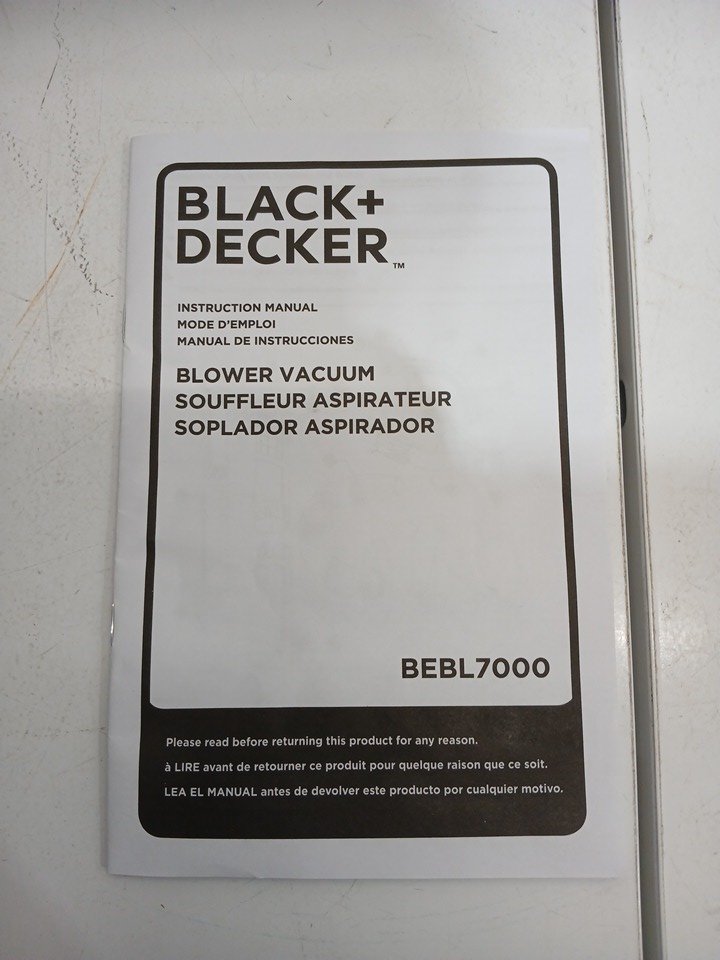 BLACK+
DECKER™
INSTRUCTION MANUAL
MODE D'EMPLOI
MANUAL DE INSTRUCCIONES
BLOWER VACUUM
SOUFFLEUR ASPIRATEUR
SOPLADOR ASPIRADOR
BEBL7000
Please read before returning this product for any reason.
à LIRE avant de retourner ce produit pour quelque raison que ce soit.
LEA EL MANUAL antes de devolver este producto por cualquier motivo.